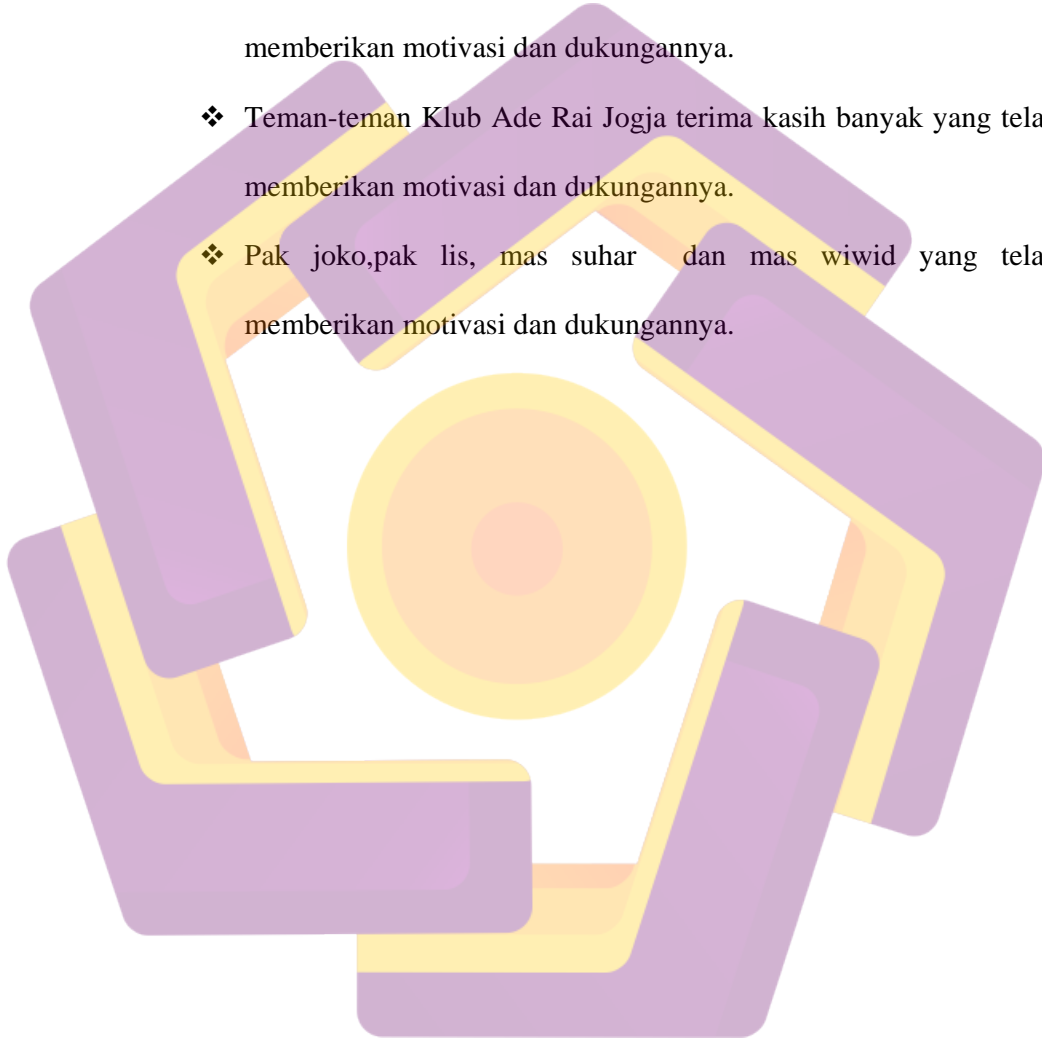 memberikan motivasi dan dukungannya.
❖ Teman-teman Klub Ade Rai Jogja terima kasih banyak yang tela
memberikan motivasi dan dukungannya.
❖ Pak joko,pak lis, mas suhar dan mas wiwid yang tela
memberikan motivasi dan dukungannya.